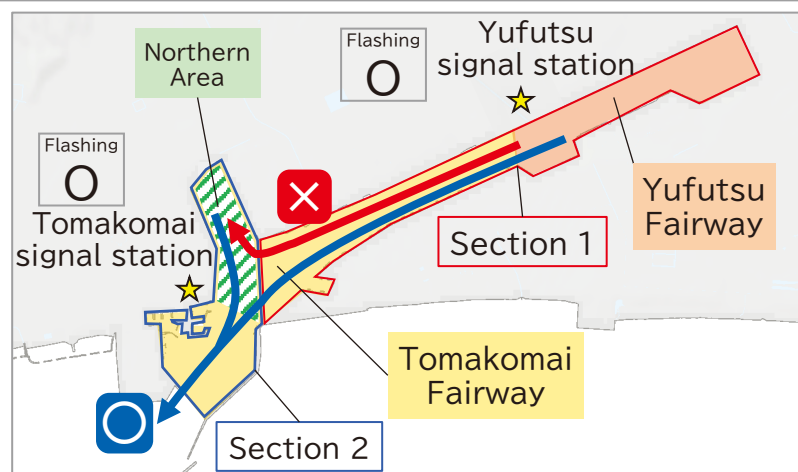 Northern
Area
Flashing
O
Yufutsu
signal station
Flashing
O
Tomakomai
signal station
Yufutsu
Fairway
Section 1
Tomakomai
Fairway
Section 2